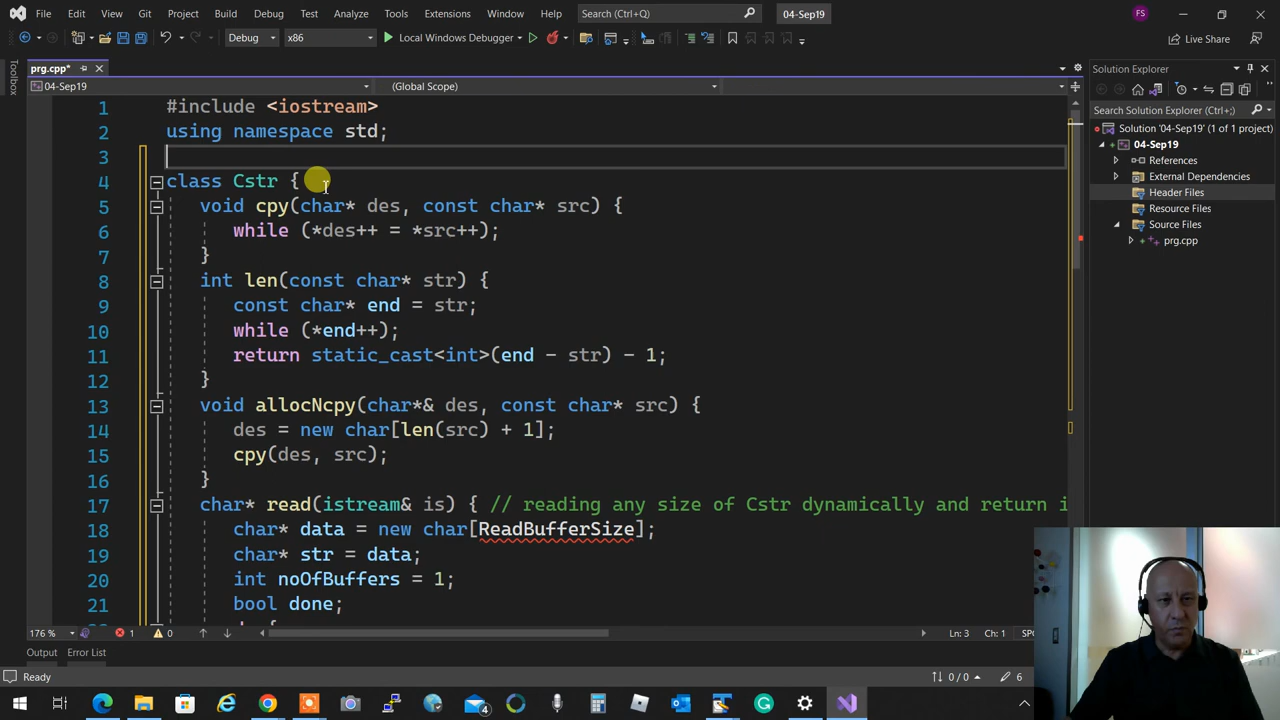 File Edit View Git Project Build Debug Test Analyze Tools Extensions Window Help Search (Ctrl+Q) 04-Sep19 FS
Debug x86 Local Windows Debugger Live Share
Toolbox
prg.cpp*
04-Sep19 (Global Scope)
1 #include <iostream>
2 using namespace std;
3
4 class Cstr {
5 void cpy(char* des, const char* src) {
6 while (*des++ = *src++);
7 }
8 int len(const char* str) {
9 const char* end = str;
10 while (*end++);
11 return static_cast<int>(end - str) - 1;
12 }
13 void allocNcpy(char*& des, const char* src) {
14 des = new char[len(src) + 1];
15 cpy(des, src);
16 }
17 char* read(istream& is) { // reading any size of Cstr dynamically and return i
18 char* data = new char[ReadBufferSize];
19 char* str = data;
20 int noOfBuffers = 1;
21 bool done;
176 % 1 0 Ln: 3 Ch: 1
Output Error List
Ready 0 / 0 6
Solution Explorer
Search Solution Explorer (Ctrl+;)
Solution '04-Sep19' (1 of 1 project)
04-Sep19
References
External Dependencies
Header Files
Resource Files
Source Files
prg.cpp
4